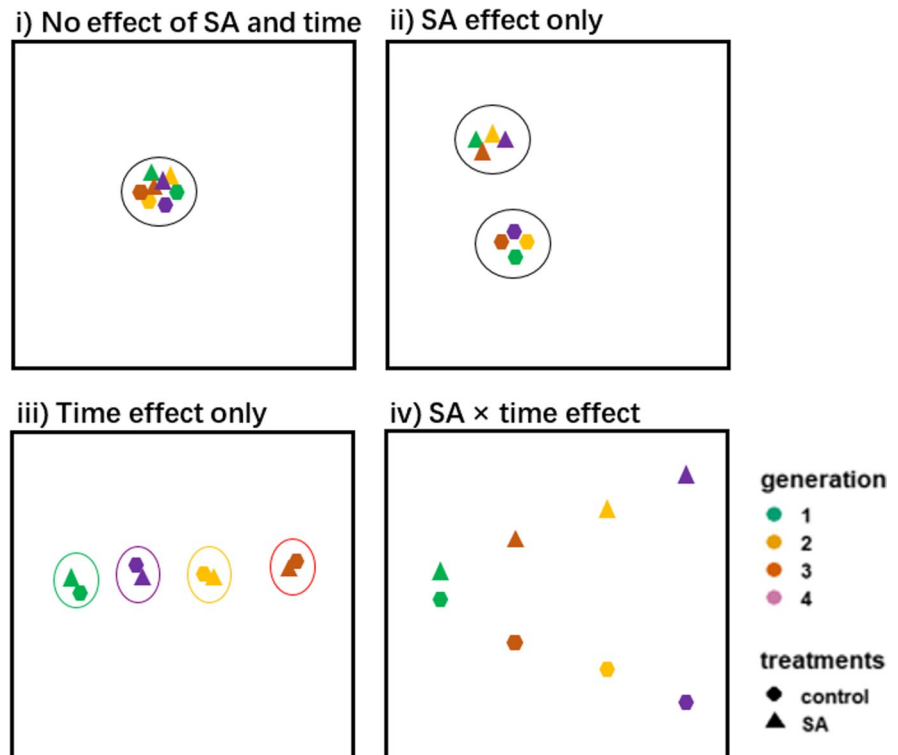 i) No effect of SA and time
ii) SA effect only
iii) Time effect only
iv) SA × time effect
generation
1
2
3
4
treatments
control
SA